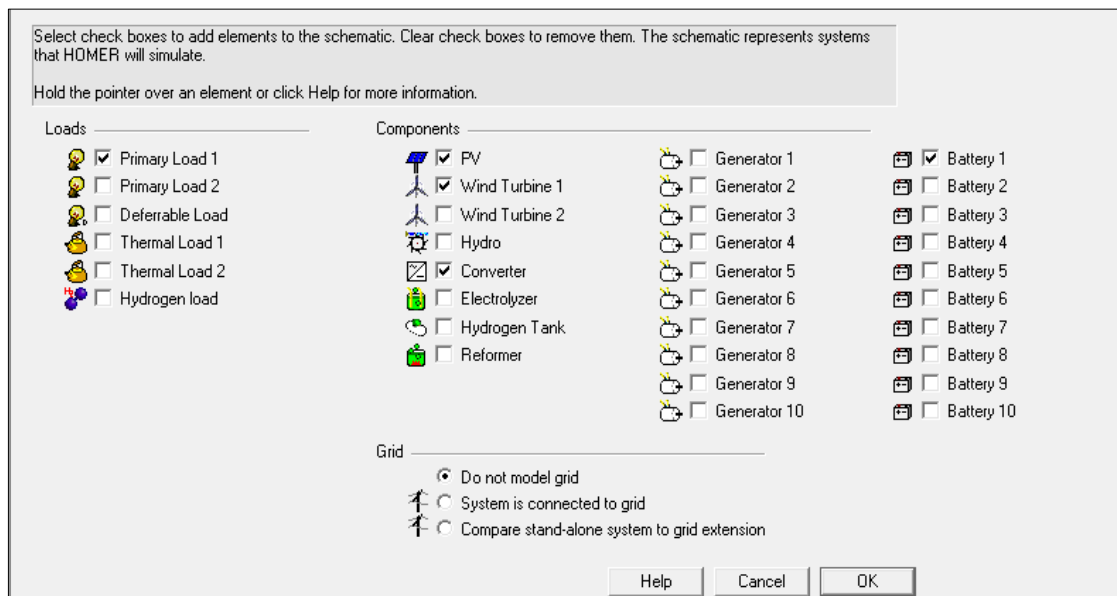 Select check boxes to add elements to the schematic. Clear check boxes to remove them. The schematic represents systems
that HOMER will simulate.
Hold the pointer over an element or click Help for more information.
Loads
Primary Load 1
Primary Load 2
Deferrable Load
Thermal Load 1
Thermal Load 2
Hydrogen load
Components
PV
Wind Turbine 1
Wind Turbine 2
Hydro
Converter
Electrolyzer
Hydrogen Tank
Reformer
Generator 1
Generator 2
Generator 3
Generator 4
Generator 5
Generator 6
Generator 7
Generator 8
Generator 9
Generator 10
Battery 1
Battery 2
Battery 3
Battery 4
Battery 5
Battery 6
Battery 7
Battery 8
Battery 9
Battery 10
Grid
Do not model grid
System is connected to grid
Compare stand-alone system to grid extension
Help Cancel OK